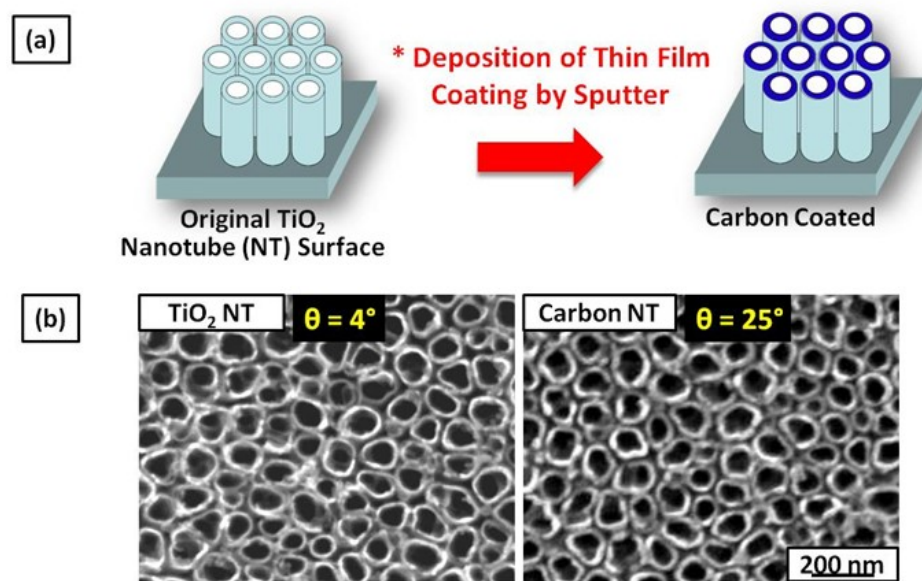 (a)
* Deposition of Thin Film
Coating by Sputter
Original TiO₂
Nanotube (NT) Surface
Carbon Coated
(b)
TiO₂ NT
θ = 4°
Carbon NT
θ = 25°
200 nm